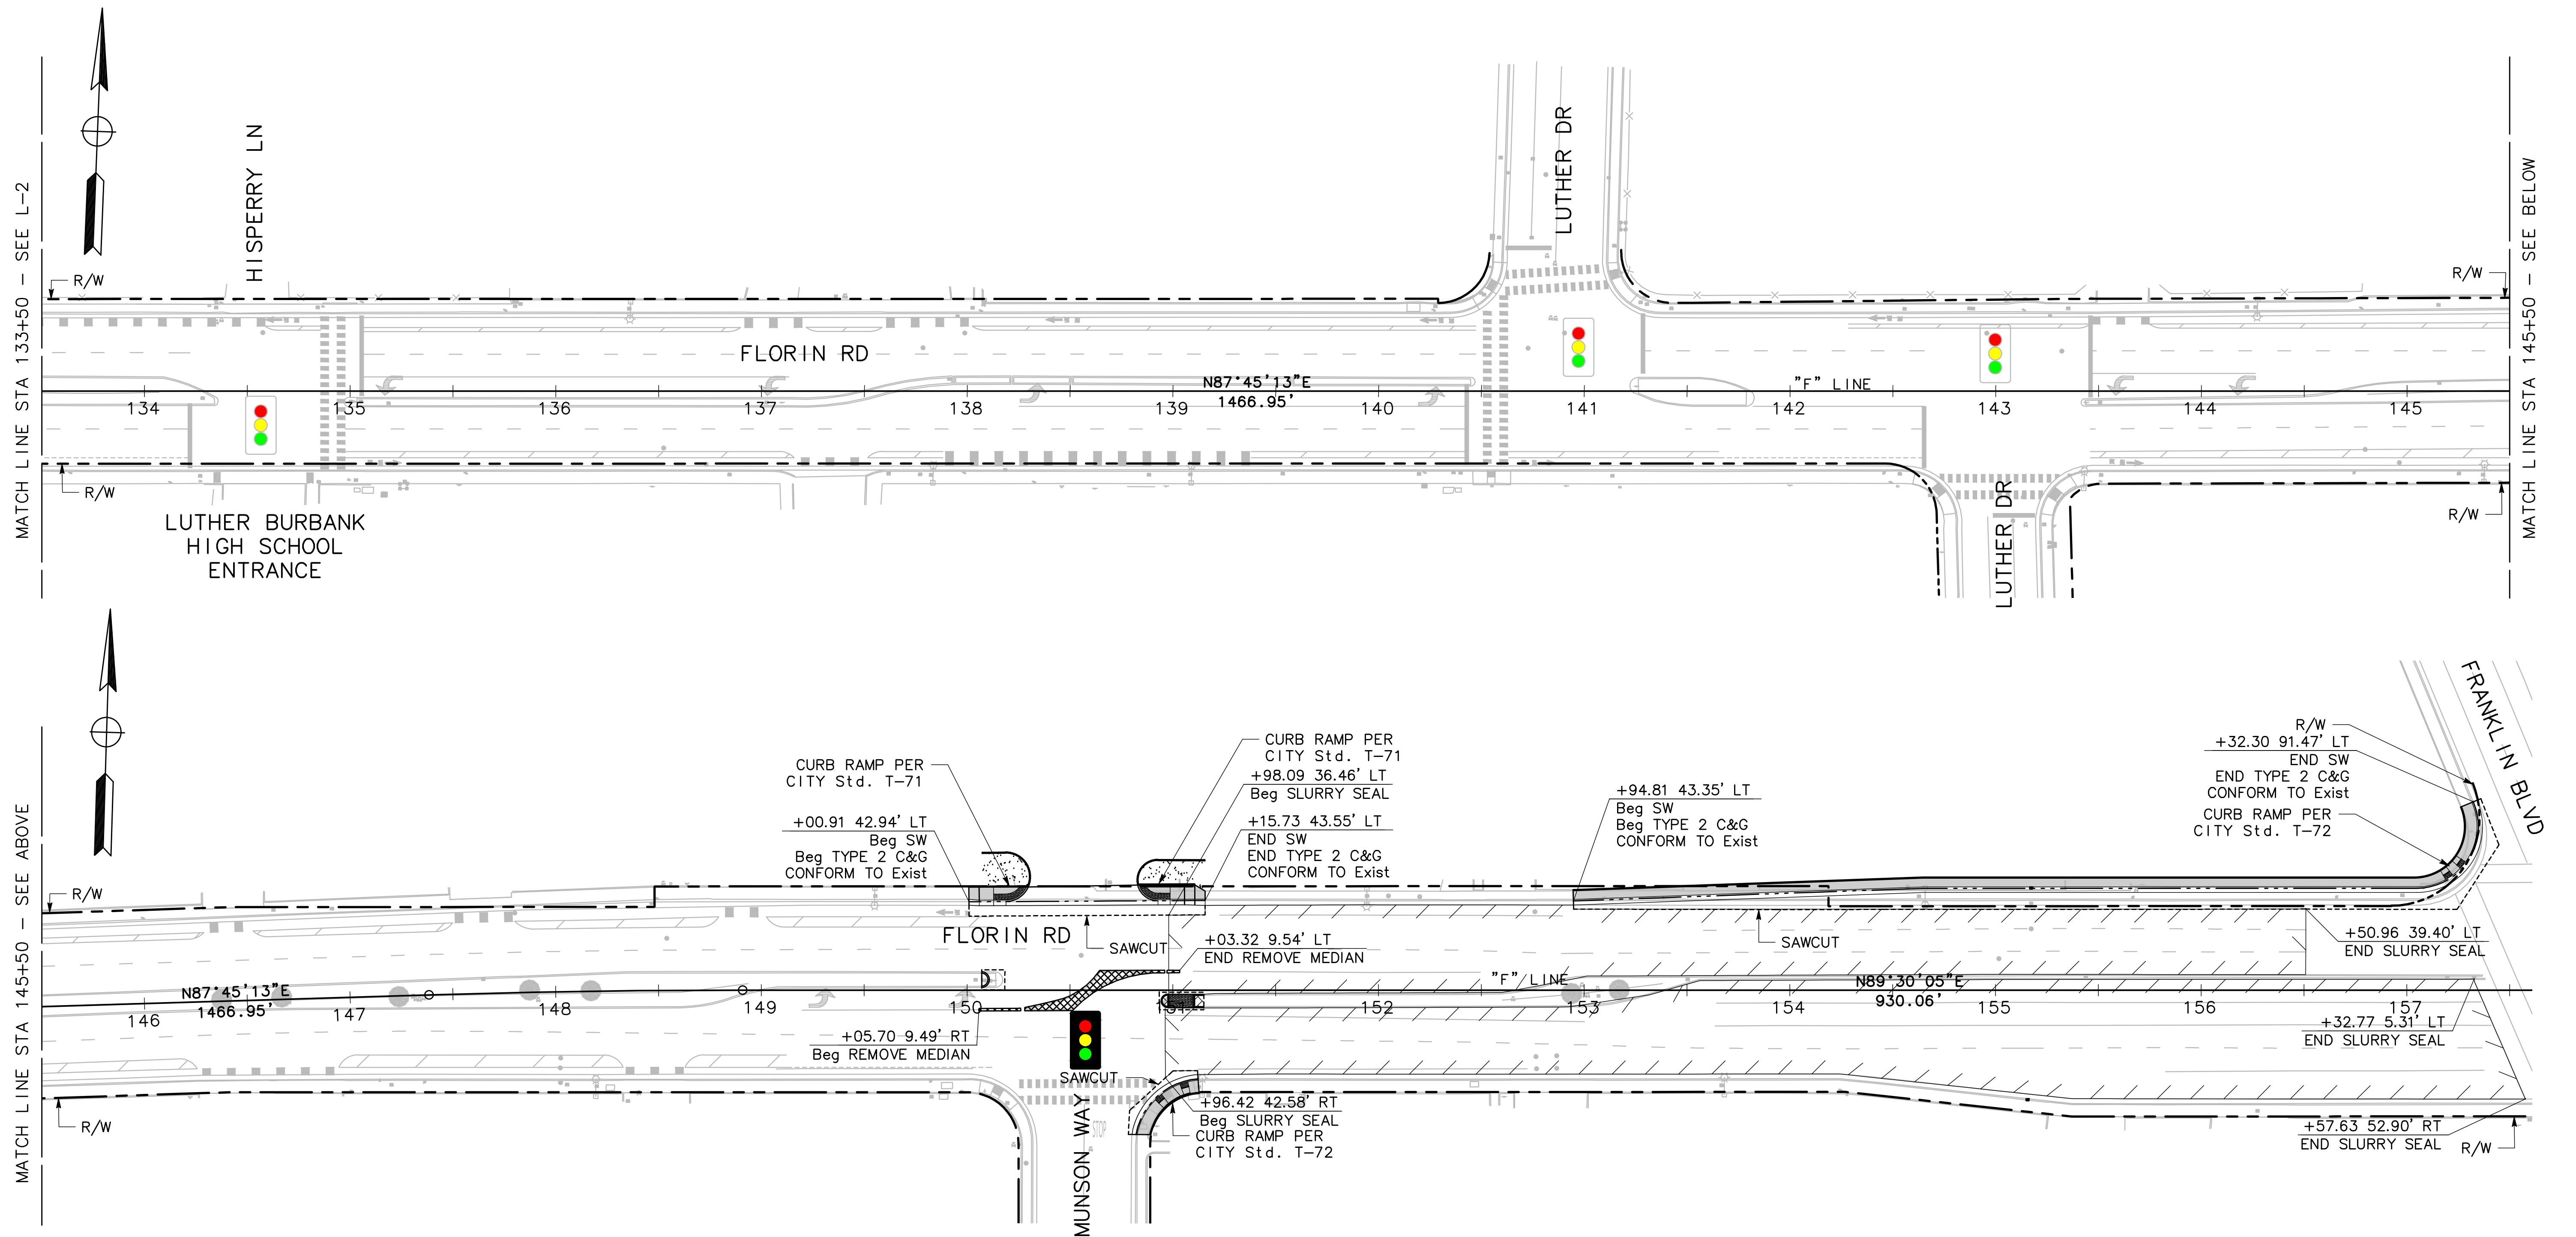 MATCH LINE STA 133+50 - SEE L-2
HISPERRY LN
R/W
R/W
LUTHER BURBANK
HIGH SCHOOL
ENTRANCE
FLORIN RD
N87°45'13"E
1466.95'
"F" LINE
134
135
136
137
138
139
140
141
142
143
144
145
LUTHER DR
LUTHER DR
R/W
R/W
MATCH LINE STA 145+50 - SEE BELOW
MATCH LINE STA 145+50 - SEE ABOVE
R/W
R/W
N87°45'13"E
1466.95'
146
147
148
149
150
151
152
153
154
155
156
157
CURB RAMP PER
CITY Std. T-71
+00.91 42.94' LT
Beg SW
Beg TYPE 2 C&G
CONFORM TO Exist
CURB RAMP PER
CITY Std. T-71
+98.09 36.46' LT
Beg SLURRY SEAL
+15.73 43.55' LT
END SW
END TYPE 2 C&G
CONFORM TO Exist
FLORIN RD
SAWCUT
+03.32 9.54' LT
END REMOVE MEDIAN
+05.70 9.49' RT
Beg REMOVE MEDIAN
SAWCUT
MUNSON WAY
STOP
+96.42 42.58' RT
Beg SLURRY SEAL
CURB RAMP PER
CITY Std. T-72
"F" LINE
+94.81 43.35' LT
Beg SW
Beg TYPE 2 C&G
CONFORM TO Exist
SAWCUT
N89°30'05"E
930.06'
R/W
+32.30 91.47' LT
END SW
END TYPE 2 C&G
CONFORM TO Exist
CURB RAMP PER
CITY Std. T-72
FRANKLIN BLVD
+50.96 39.40' LT
END SLURRY SEAL
+32.77 5.31' LT
END SLURRY SEAL
+57.63 52.90' RT
END SLURRY SEAL
R/W